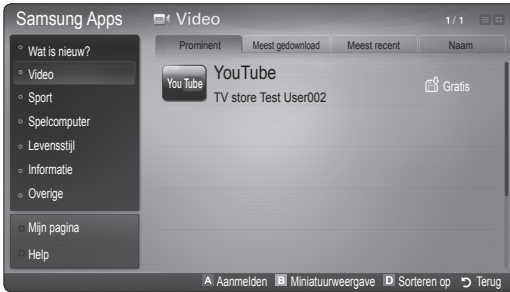 Samsung Apps
Video
1/1
Wat is nieuw?
Video
Sport
Spelcomputer
Levensstijl
Informatie
Overige
Mijn pagina
Help
Prominent Meest gedownload Meest recent Naam
You Tube
YouTube
TV store Test User002
Gratis
A Aanmelden B Miniatuurweergave D Sorteren op Terug